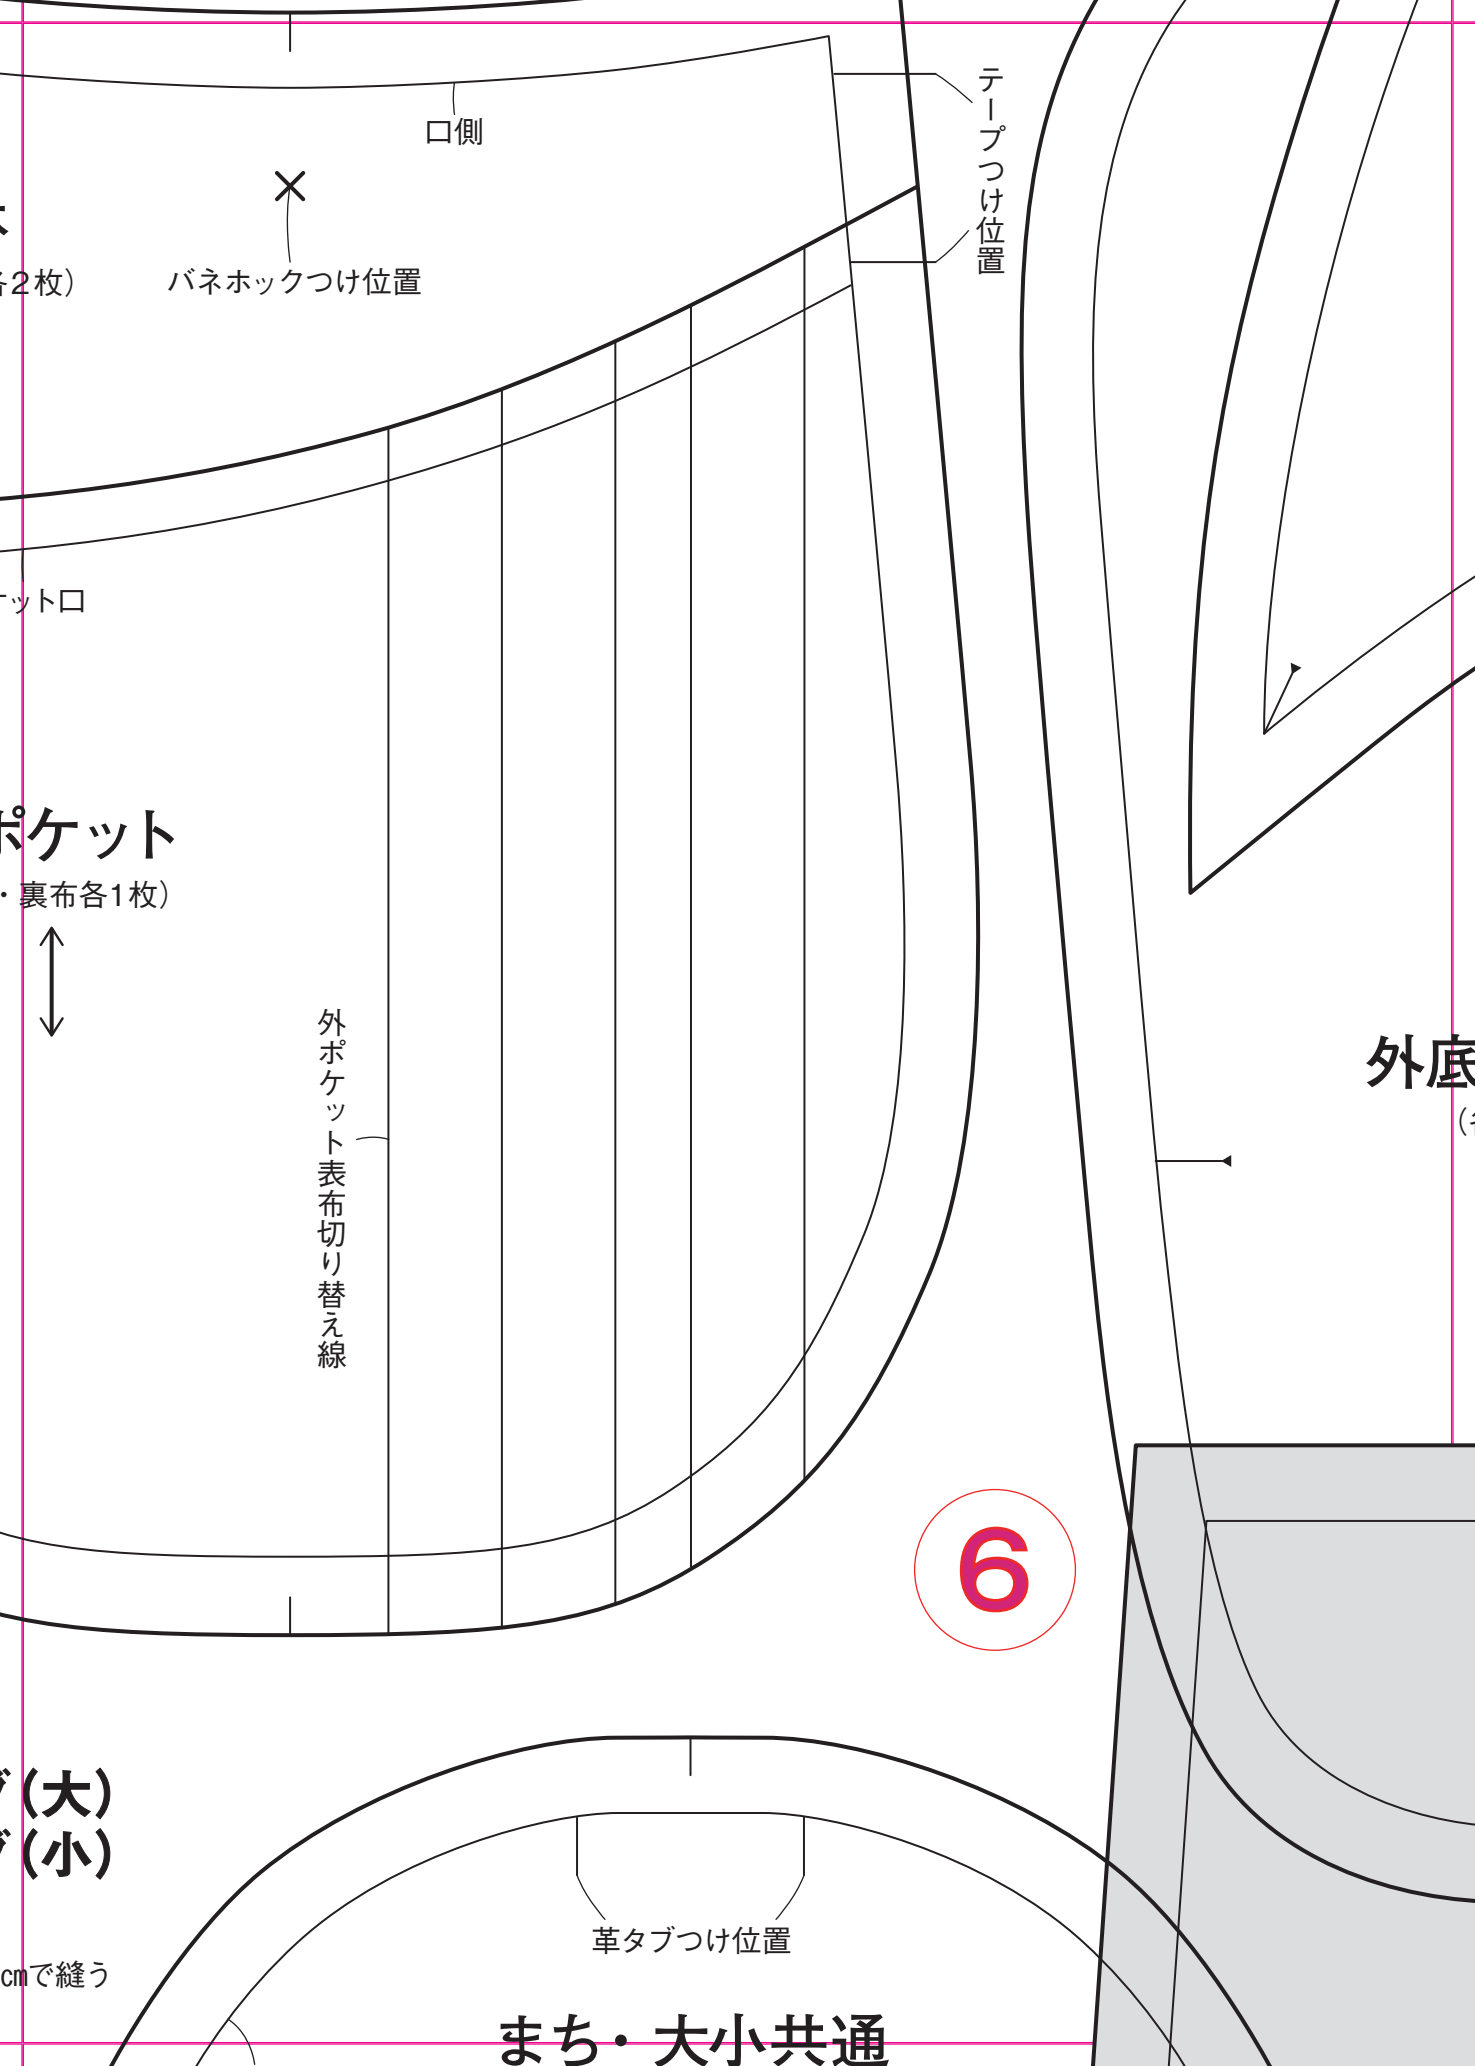 口側
テープつけ位置
各2枚）
バネホックつけ位置
ット口
ポケット
・裏布各1枚）
外ポケット表布切り替え線
外底
6
（大）
（小）
革タブつけ位置
cmで縫う
まち・大小共通